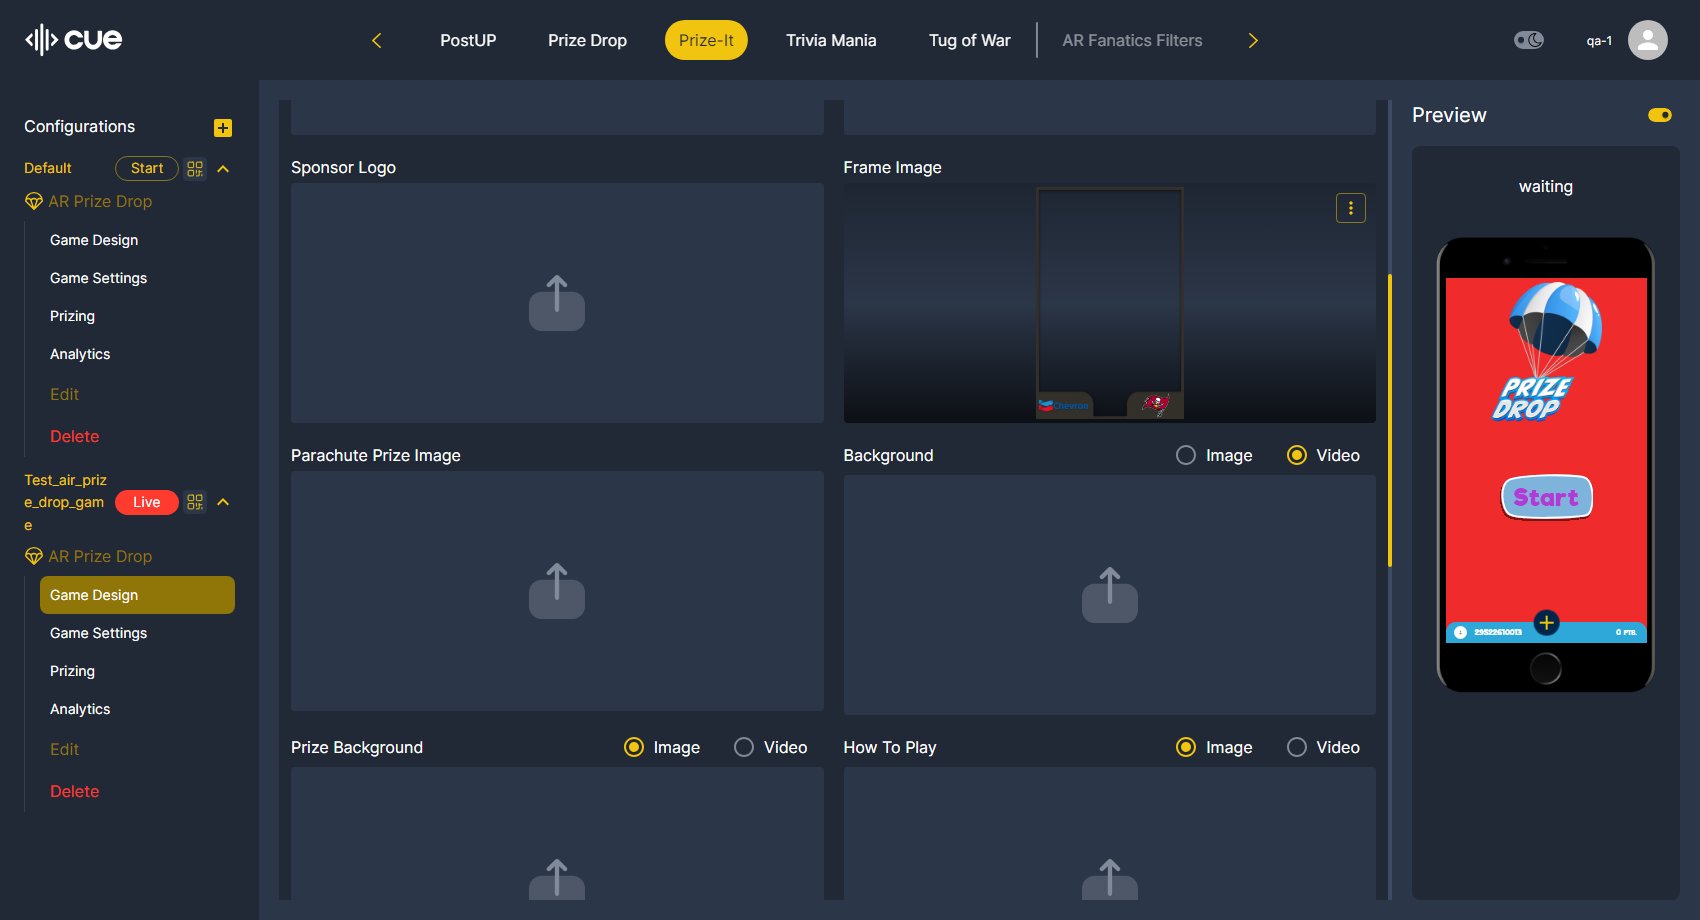 cue
PostUP
Prize Drop
Prize-It
Trivia Mania
Tug of War
AR Fanatics Filters
qa-1
Configurations
Default
Start
AR Prize Drop
Game Design
Game Settings
Prizing
Analytics
Edit
Delete
Test_air_priz
e_drop_gam
e
Live
AR Prize Drop
Game Design
Game Settings
Prizing
Analytics
Edit
Delete
Sponsor Logo
Frame Image
Chevron
Parachute Prize Image
Background
Image
Video
Prize Background
Image
Video
How To Play
Image
Video
Preview
waiting
PRIZE
DROP
Start
29522610013
0 PTS.